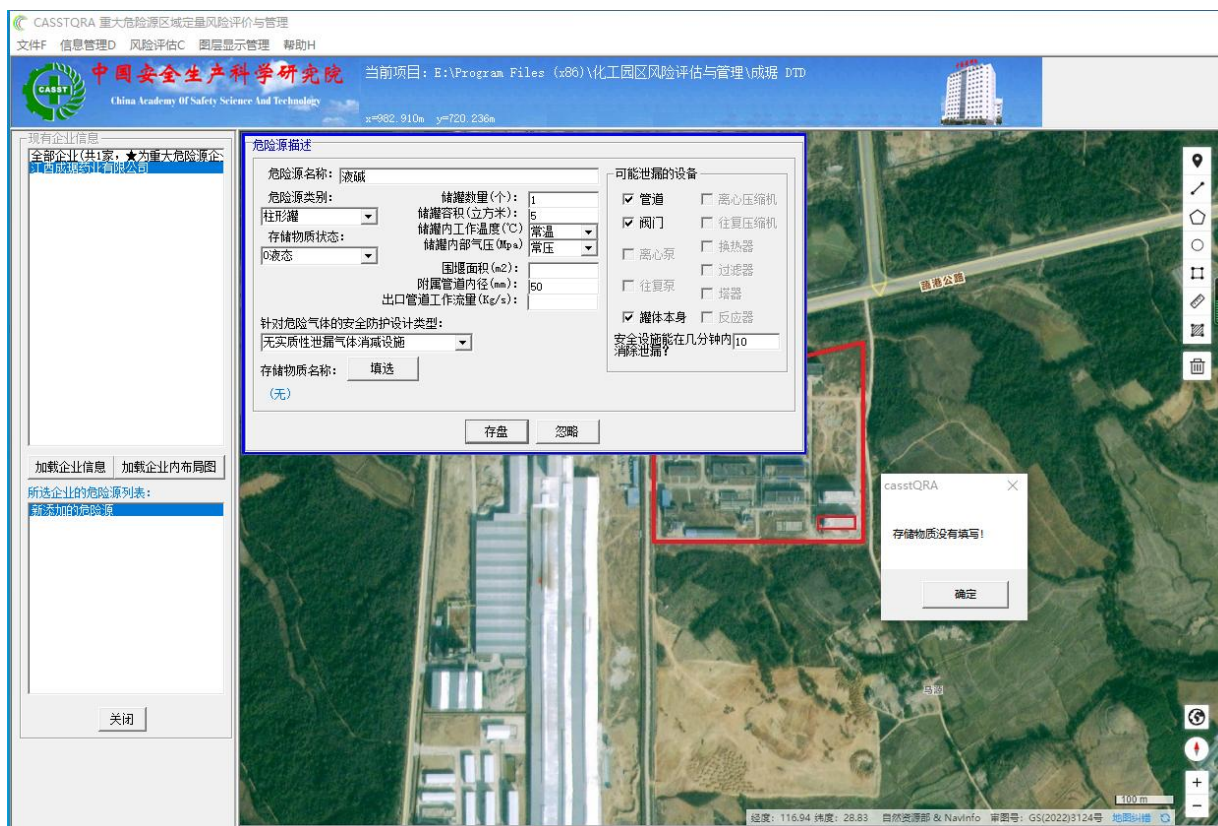 CASSTQRA 重大危险源区域定量风险评价与管理
文件F 信息管理D 风险评估C 图层显示管理 帮助H
CASST
中国安全生产科学研究院
China Academy Of Safety Science And Technology
当前项目: E:\Program Files (x86)\化工园区风险评估与管理\成琚 DTD
x=982.910m y=720.236m
现有企业信息
全部企业(共1家,★为重大危险源企
江西成琚药业有限公司
加载企业信息 加载企业内布局图
所选企业的危险源列表:
新添加的危险源
关闭
危险源描述
危险源名称: 液碱
危险源类别:
柱形罐
存储物质状态:
0液态
储罐数量(个): 1
储罐容积(立方米): 5
储罐内工作温度(℃) 常温
储罐内部气压(Mpa) 常压
围堰面积(m2):
附属管道内径(mm): 50
出口管道工作流量(Kg/s):
针对危险气体的安全防护设计类型:
无实质性泄漏气体消减设施
存储物质名称: 填选
(无)
可能泄漏的设备
管道 离心压缩机
阀门 往复压缩机
离心泵 换热器
过滤器
往复泵 塔器
罐体本身 反应器
安全设施能在几分钟内 10
消除泄漏?
存盘 忽略
casstQRA
存储物质没有填写!
确定
马源
100 m
经度: 116.94 纬度: 28.83 自然资源部 & NavInfo 审图号: GS(2022)3124号 地图纠错